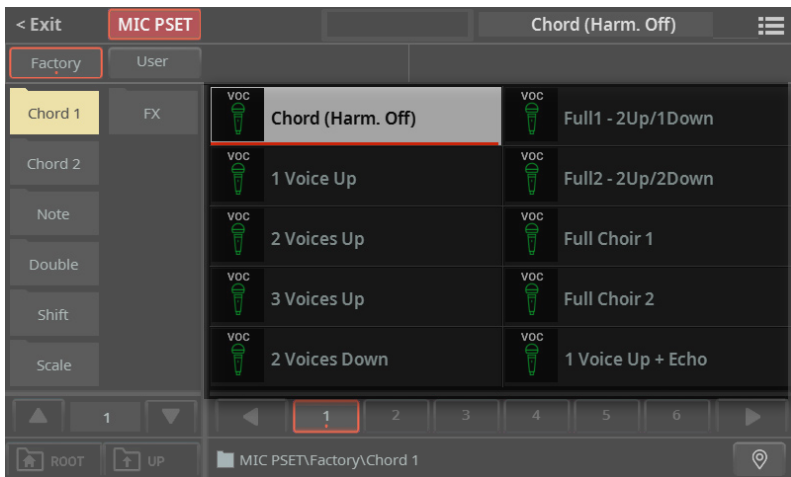 < Exit MIC PSET Chord (Harm. Off)
Factory User
Chord 1 FX
Chord 2
Note
Double
Shift
Scale
VOC Chord (Harm. Off) VOC Full1 - 2Up/1Down
VOC 1 Voice Up VOC Full2 - 2Up/2Down
VOC 2 Voices Up VOC Full Choir 1
VOC 3 Voices Up VOC Full Choir 2
VOC 2 Voices Down VOC 1 Voice Up + Echo
1 1 2 3 4 5 6
ROOT UP MIC PSET\Factory\Chord 1